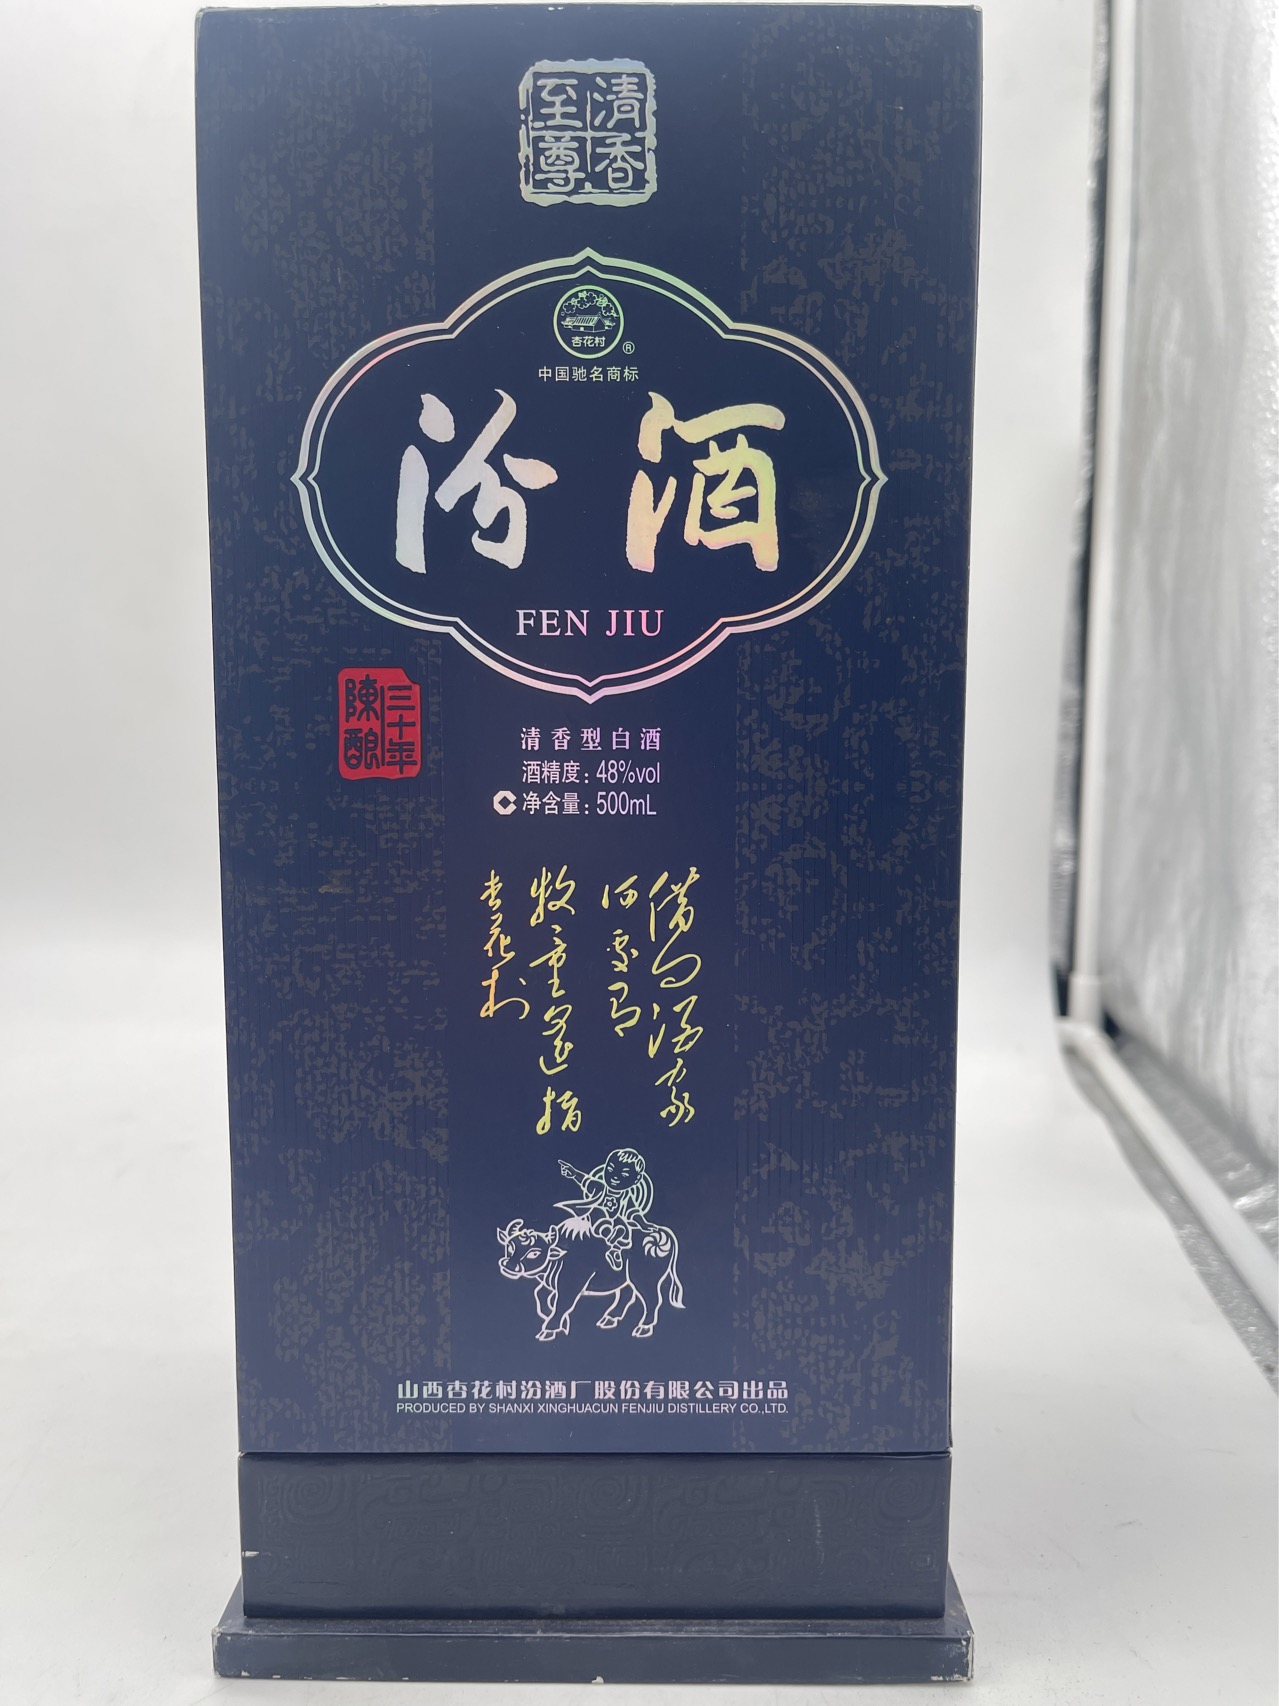 清香
至尊
杏花村
®
中国驰名商标
汾酒
FEN JIU
三十年
陳酿
清香型白酒
酒精度：48%vol
净含量：500mL
借问酒家
何处有
牧童遥指
杏花村
山西杏花村汾酒厂股份有限公司出品
PRODUCED BY SHANXI XINGHUACUN FENJIU DISTILLERY CO.,LTD.